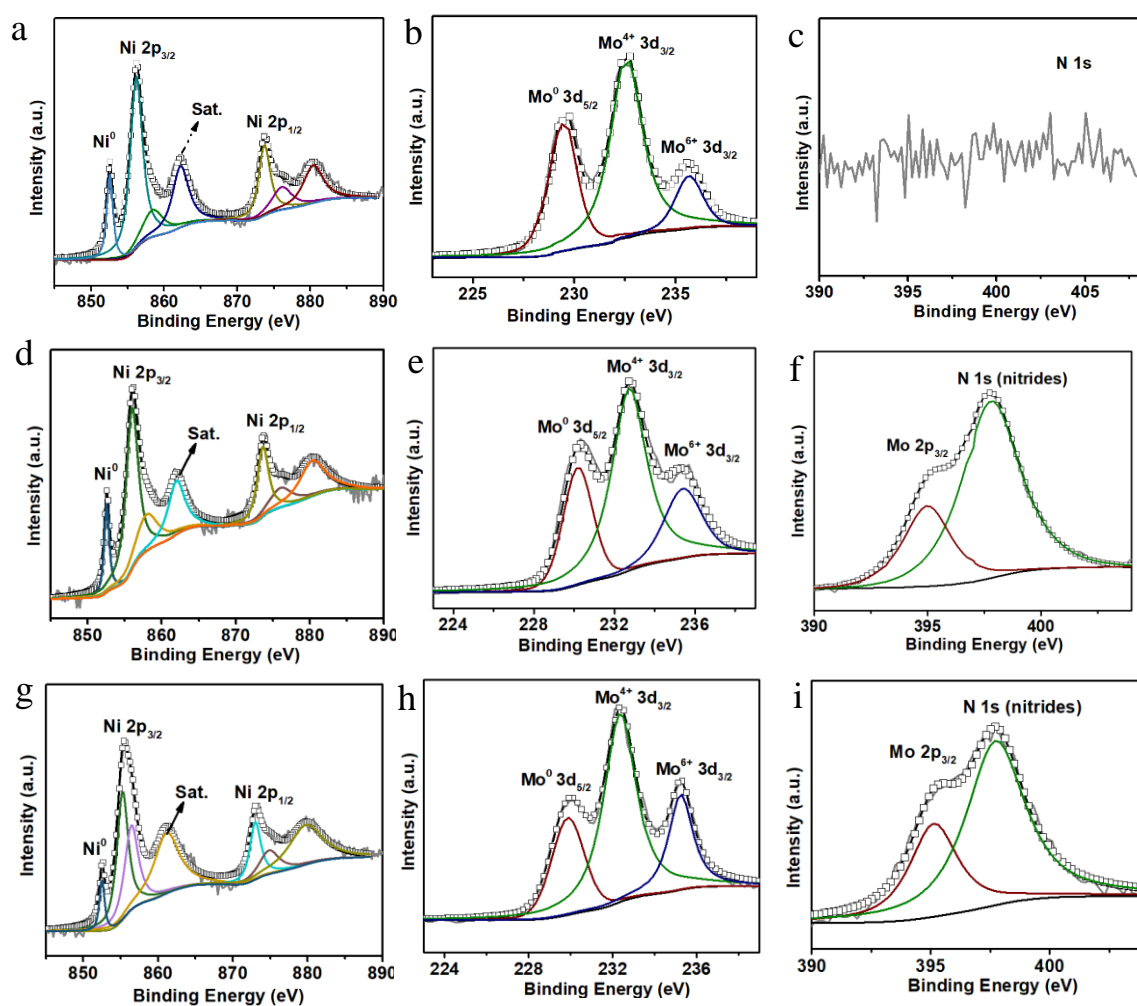 a
Ni 2p3/2
Sat.
Ni 2p1/2
Ni0
Intensity (a.u.)
850 860 870 880 890
Binding Energy (eV)
b
Mo4+ 3d3/2
Mo0 3d5/2
Mo6+ 3d3/2
Intensity (a.u.)
225 230 235
Binding Energy (eV)
c
N 1s
Intensity (a.u.)
390 395 400 405
Binding Energy (eV)
d
Ni 2p3/2
Sat.
Ni 2p1/2
Ni0
Intensity (a.u.)
850 860 870 880 890
Binding Energy (eV)
e
Mo4+ 3d3/2
Mo0 3d5/2
Mo6+ 3d3/2
Intensity (a.u.)
224 228 232 236
Binding Energy (eV)
f
N 1s (nitrides)
Mo 2p3/2
Intensity (a.u.)
390 395 400
Binding Energy (eV)
g
Ni 2p3/2
Sat.
Ni 2p1/2
Ni0
Intensity (a.u.)
850 860 870 880 890
Binding Energy (eV)
h
Mo4+ 3d3/2
Mo0 3d5/2
Mo6+ 3d3/2
Intensity (a.u.)
224 228 232 236
Binding Energy (eV)
i
N 1s (nitrides)
Mo 2p3/2
Intensity (a.u.)
390 395 400
Binding Energy (eV)